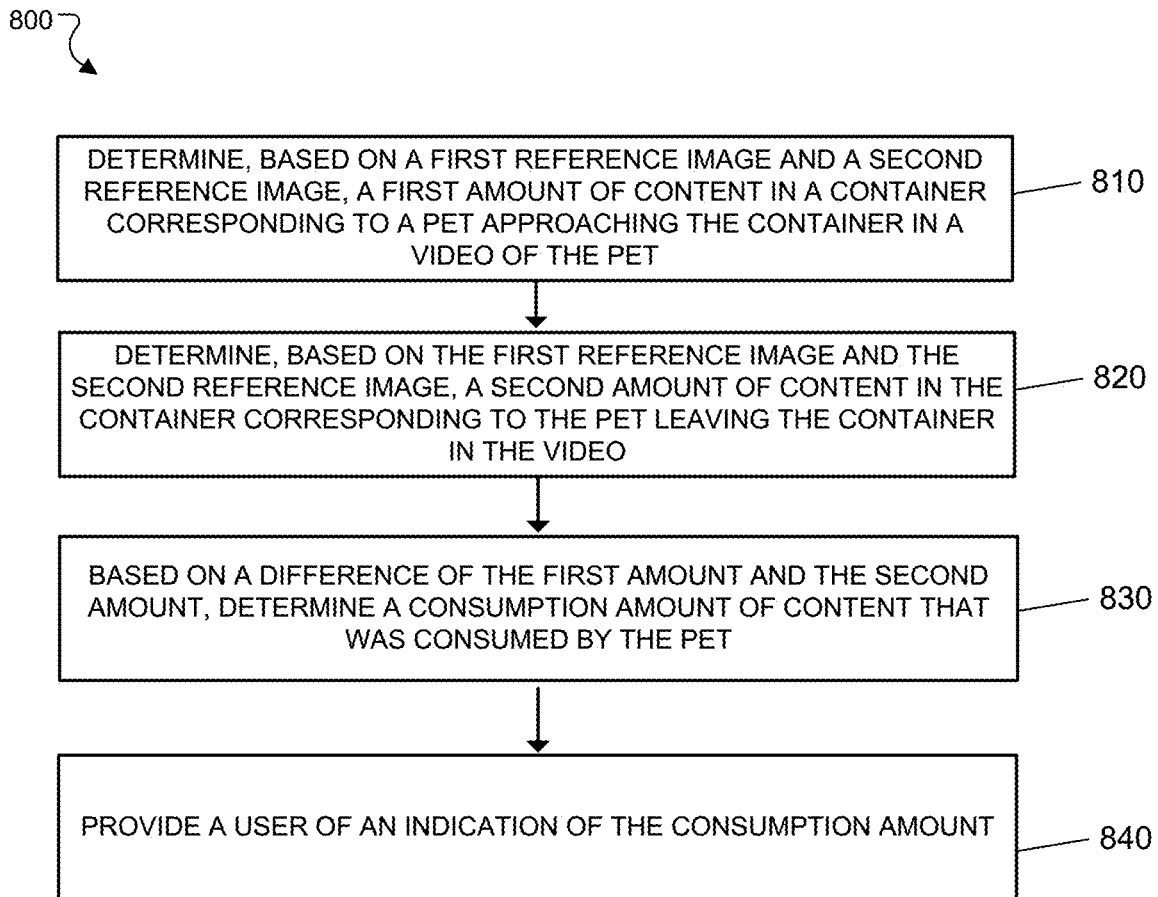 800
DETERMINE, BASED ON A FIRST REFERENCE IMAGE AND A SECOND
REFERENCE IMAGE, A FIRST AMOUNT OF CONTENT IN A CONTAINER
CORRESPONDING TO A PET APPROACHING THE CONTAINER IN A
VIDEO OF THE PET
810
DETERMINE, BASED ON THE FIRST REFERENCE IMAGE AND THE
SECOND REFERENCE IMAGE, A SECOND AMOUNT OF CONTENT IN THE
CONTAINER CORRESPONDING TO THE PET LEAVING THE CONTAINER
IN THE VIDEO
820
BASED ON A DIFFERENCE OF THE FIRST AMOUNT AND THE SECOND
AMOUNT, DETERMINE A CONSUMPTION AMOUNT OF CONTENT THAT
WAS CONSUMED BY THE PET
830
PROVIDE A USER OF AN INDICATION OF THE CONSUMPTION AMOUNT
840